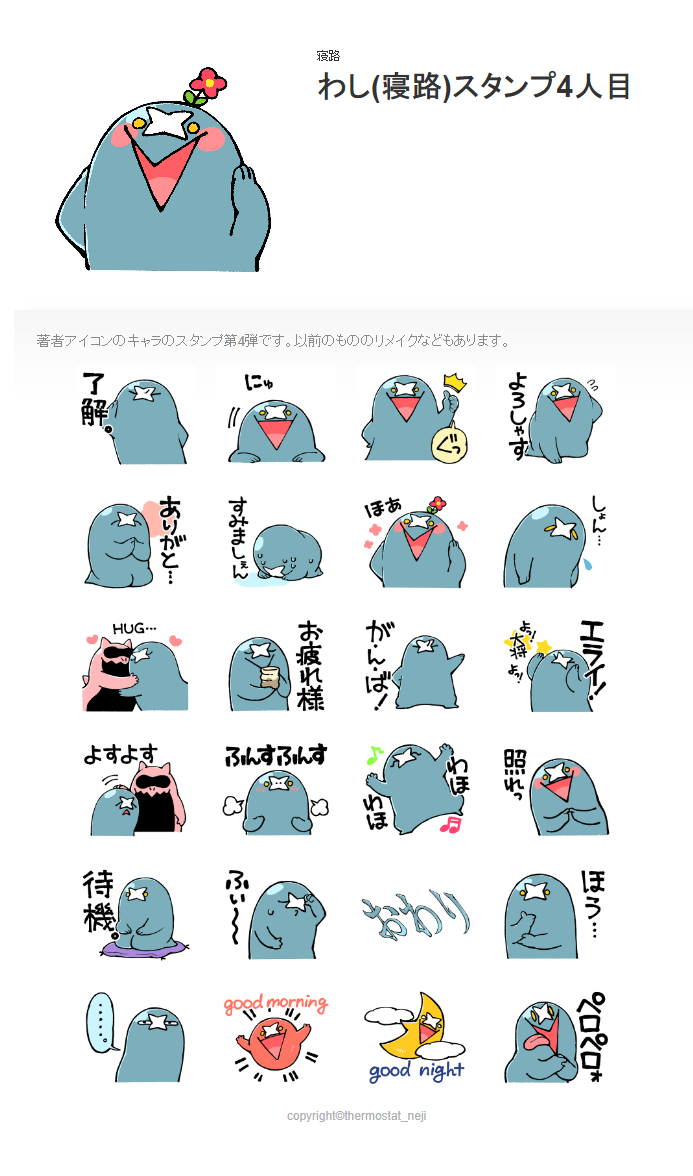 寝路
わし(寝路)スタンプ4人目
著者アイコンのキャラのスタンプ第4弾です。以前のもののリメイクなどもあります。
了解。
にゅ
ぐっ
よろしゃす
ありがと…
すみましぇん
ほあ
しょん…
HUG…
お疲れ様
が・ん・ば!
よっ!
大将
よっ!
エライ!
よすよす
ふんすふんす
わほ
わほ
照れっ
待機。
ふぃ〜〜
おわり
ほう…
……
good morning
good night
ペロペロ*
copyright©thermostat_neji